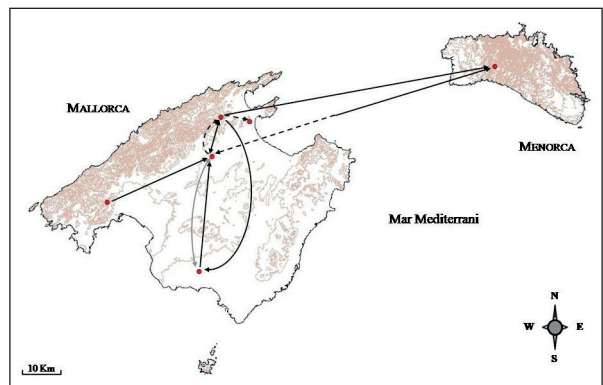 MALLORCA
MENORCA
Mar Mediterrani
N
W E
S
10 Km